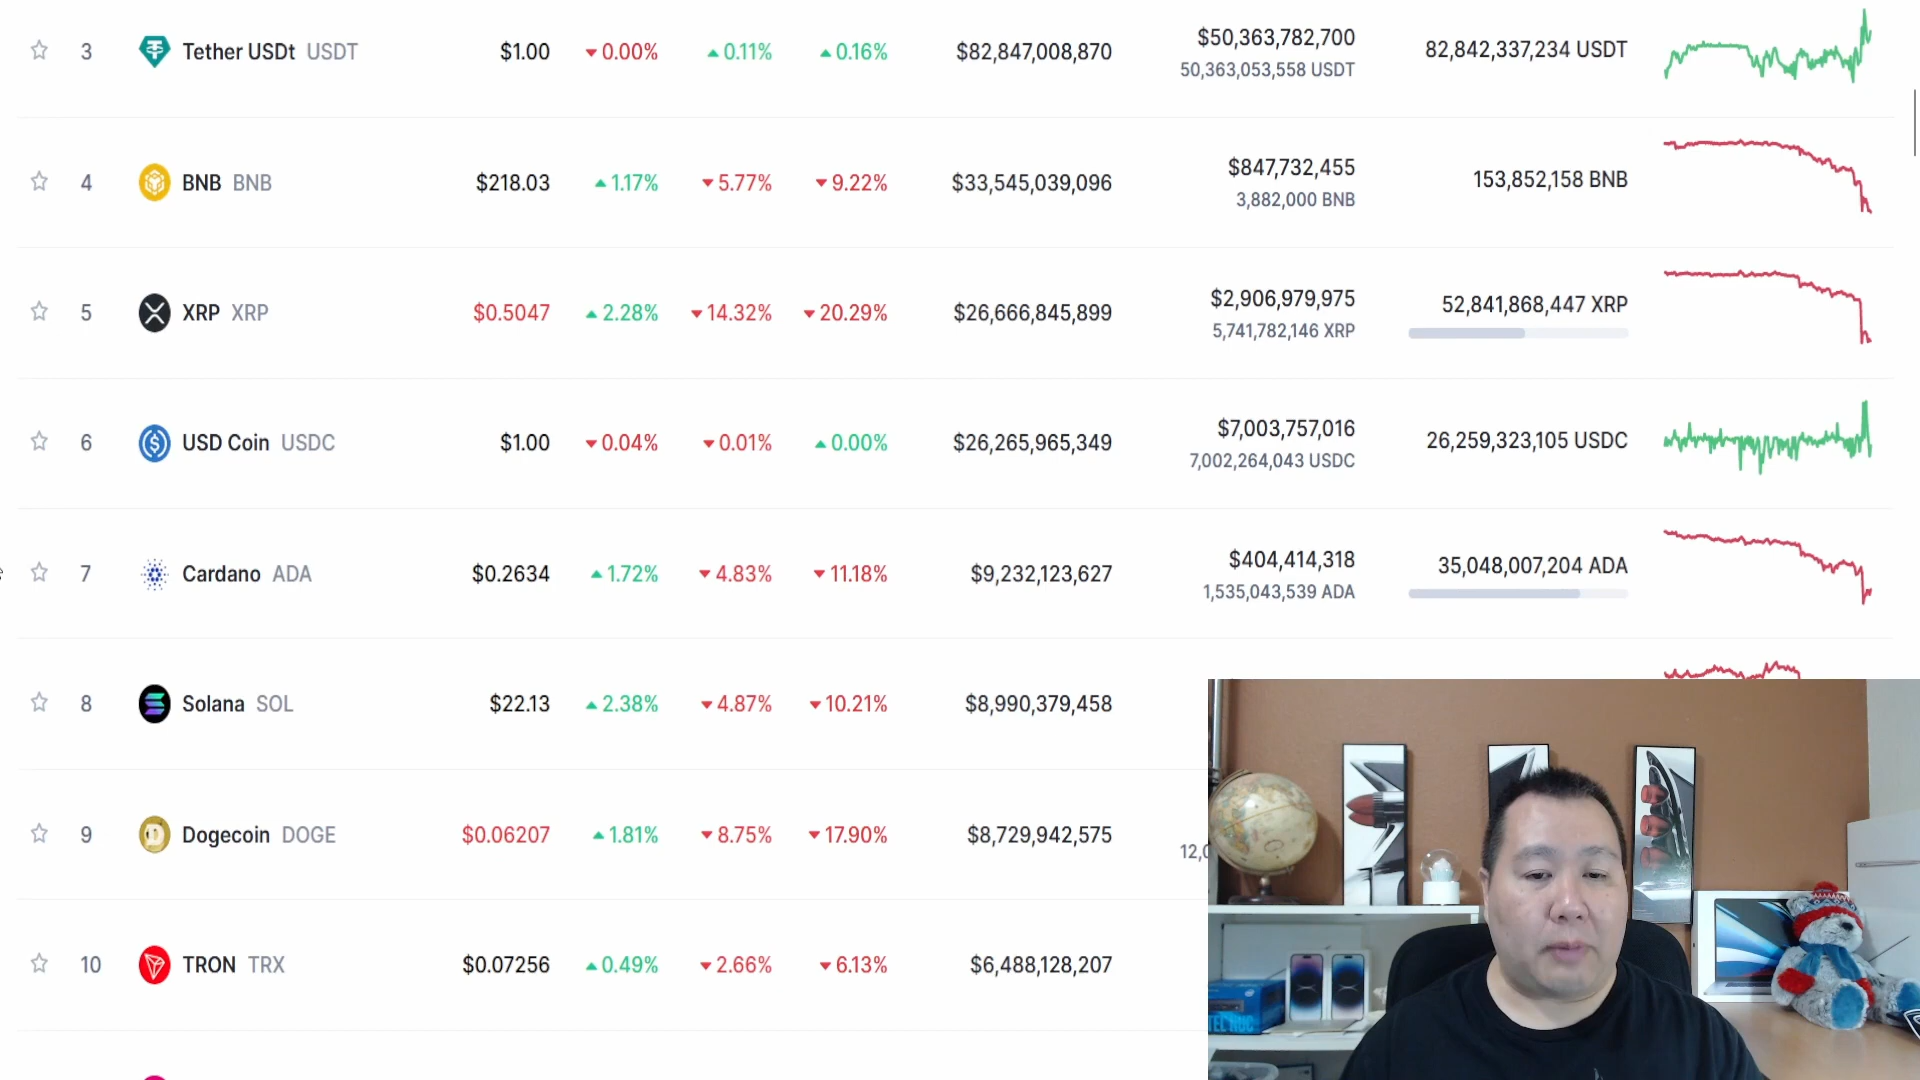 3 Tether USDt USDT $1.00 0.00% 0.11% 0.16% $82,847,008,870 $50,363,782,700 82,842,337,234 USDT
50,363,053,558 USDT
4 BNB BNB $218.03 1.17% 5.77% 9.22% $33,545,039,096 $847,732,455 153,852,158 BNB
3,882,000 BNB
5 XRP XRP $0.5047 2.28% 14.32% 20.29% $26,666,845,899 $2,906,979,975 52,841,868,447 XRP
5,741,782,146 XRP
6 USD Coin USDC $1.00 0.04% 0.01% 0.00% $26,265,965,349 $7,003,757,016 26,259,323,105 USDC
7,002,264,043 USDC
7 Cardano ADA $0.2634 1.72% 4.83% 11.18% $9,232,123,627 $404,414,318 35,048,007,204 ADA
1,535,043,539 ADA
8 Solana SOL $22.13 2.38% 4.87% 10.21% $8,990,379,458
9 Dogecoin DOGE $0.06207 1.81% 8.75% 17.90% $8,729,942,575
12,0
10 TRON TRX $0.07256 0.49% 2.66% 6.13% $6,488,128,207
NUC